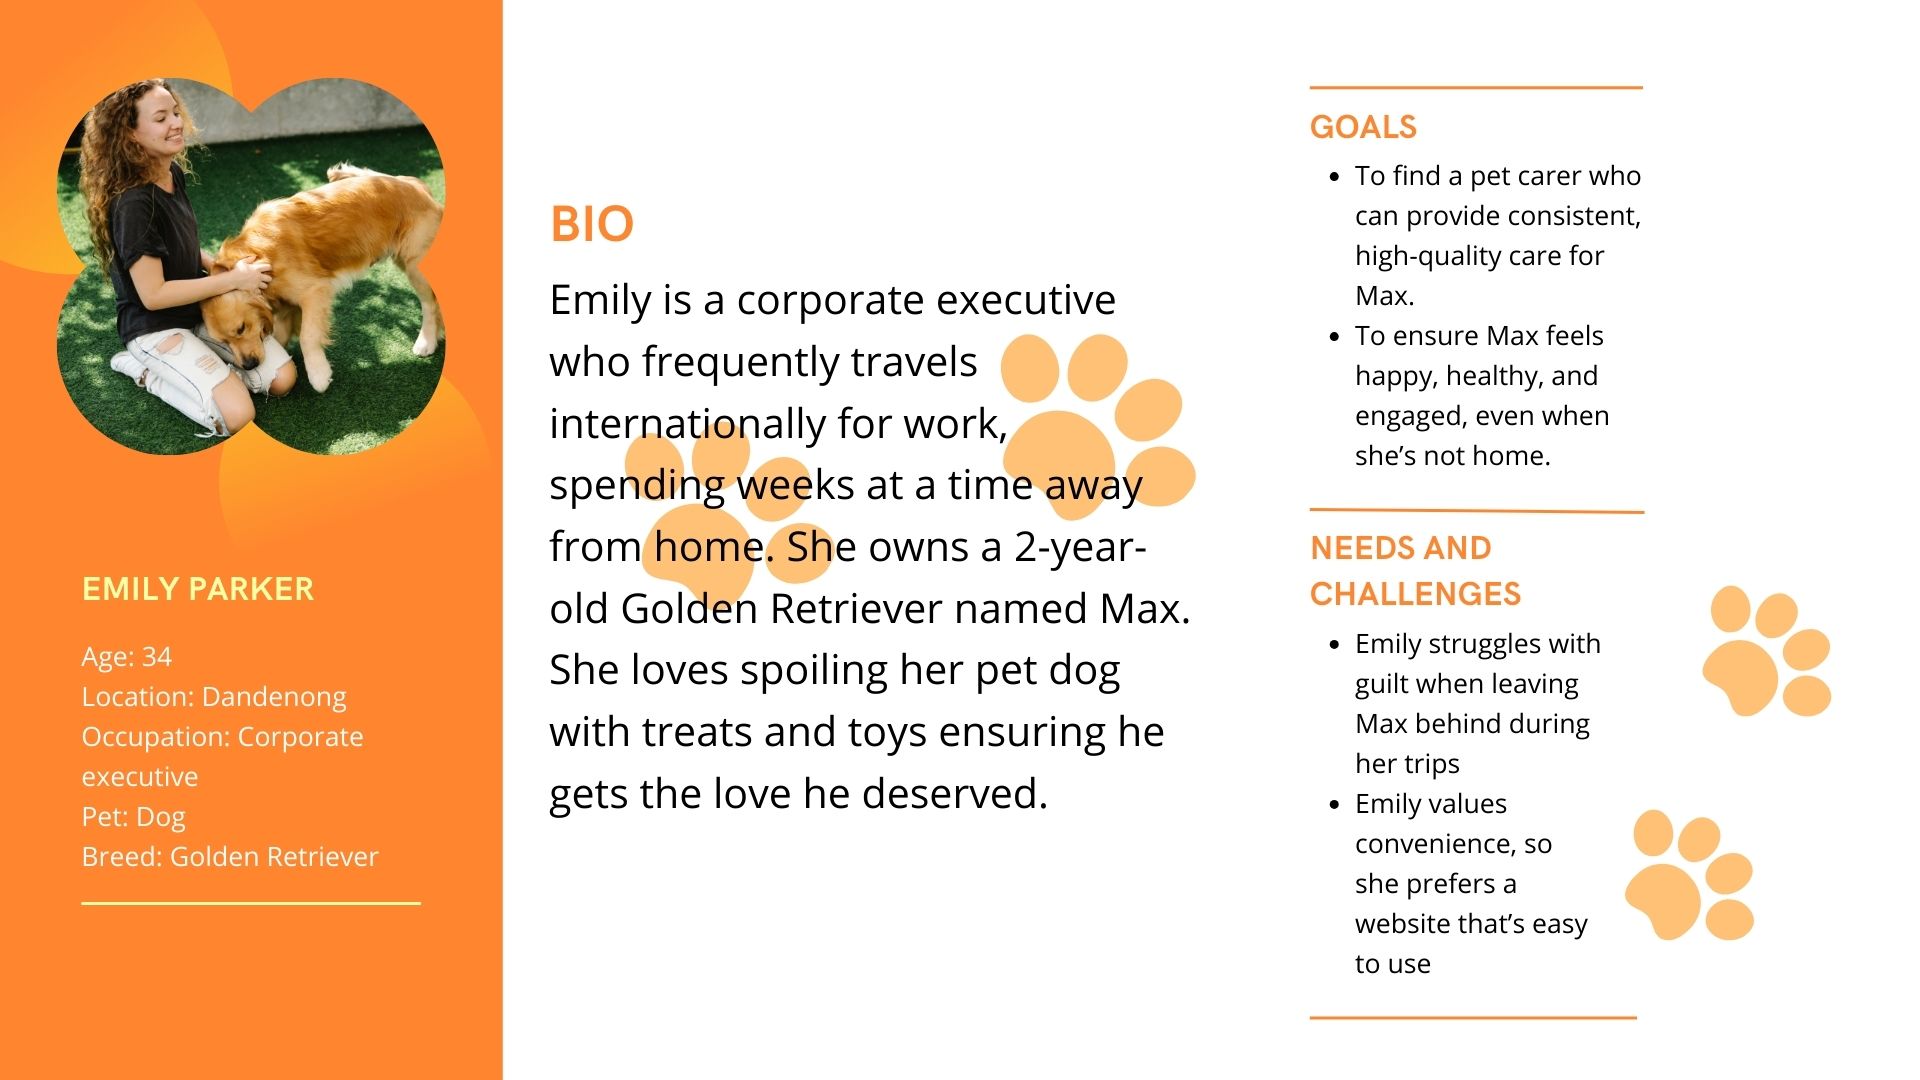 EMILY PARKER
Age: 34
Location: Dandenong
Occupation: Corporate
executive
Pet: Dog
Breed: Golden Retriever
BIO
Emily is a corporate executive
who frequently travels
internationally for work,
spending weeks at a time away
from home. She owns a 2-year-
old Golden Retriever named Max.
She loves spoiling her pet dog
with treats and toys ensuring he
gets the love he deserved.
GOALS
• To find a pet carer who
can provide consistent,
high-quality care for
Max.
• To ensure Max feels
happy, healthy, and
engaged, even when
she’s not home.
NEEDS AND
CHALLENGES
• Emily struggles with
guilt when leaving
Max behind during
her trips
• Emily values
convenience, so
she prefers a
website that’s easy
to use